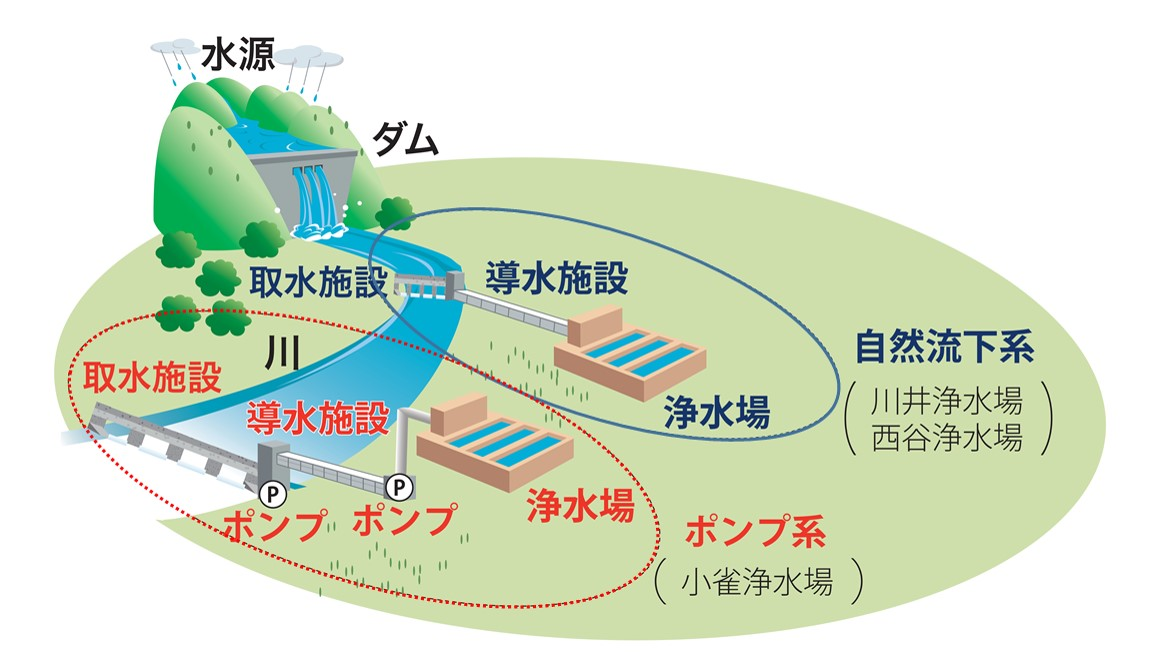 水源
ダム
取水施設
導水施設
川
自然流下系
取水施設
川井浄水場
西谷浄水場
導水施設
浄水場
P
P
ポンプ
ポンプ
浄水場
ポンプ系
(小雀浄水場)